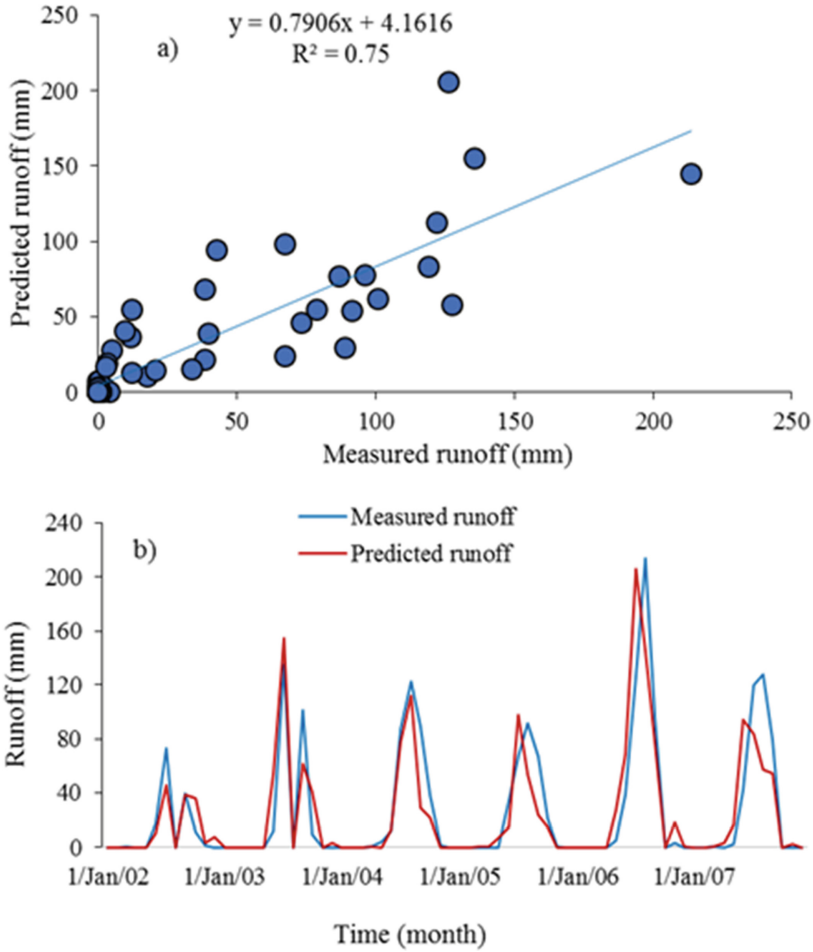 250
y = 0.7906x + 4.1616
a)
R² = 0.75
200
150
100
50
0
Predicted runoff (mm)
0 50 100 150 200 250
Measured runoff (mm)
240
Measured runoff
b)
Predicted runoff
200
160
120
80
40
0
Runoff (mm)
1/Jan/02 1/Jan/03 1/Jan/04 1/Jan/05 1/Jan/06 1/Jan/07
Time (month)